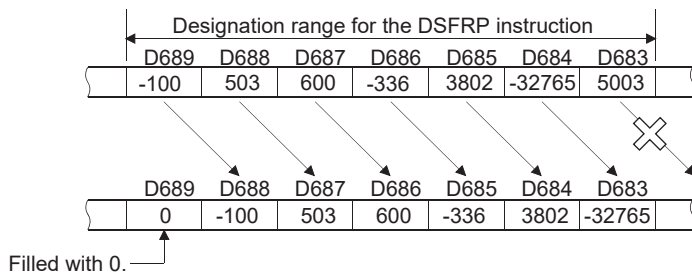 Designation range for the DSFRP instruction
D689 D688 D687 D686 D685 D684 D683
-100 503 600 -336 3802 -32765 5003
D689 D688 D687 D686 D685 D684 D683
0 -100 503 600 -336 3802 -32765
Filled with 0.